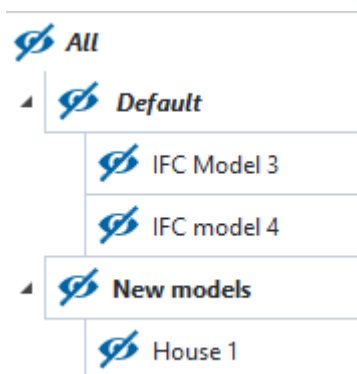 All
Default
IFC Model 3
IFC model 4
New models
House 1